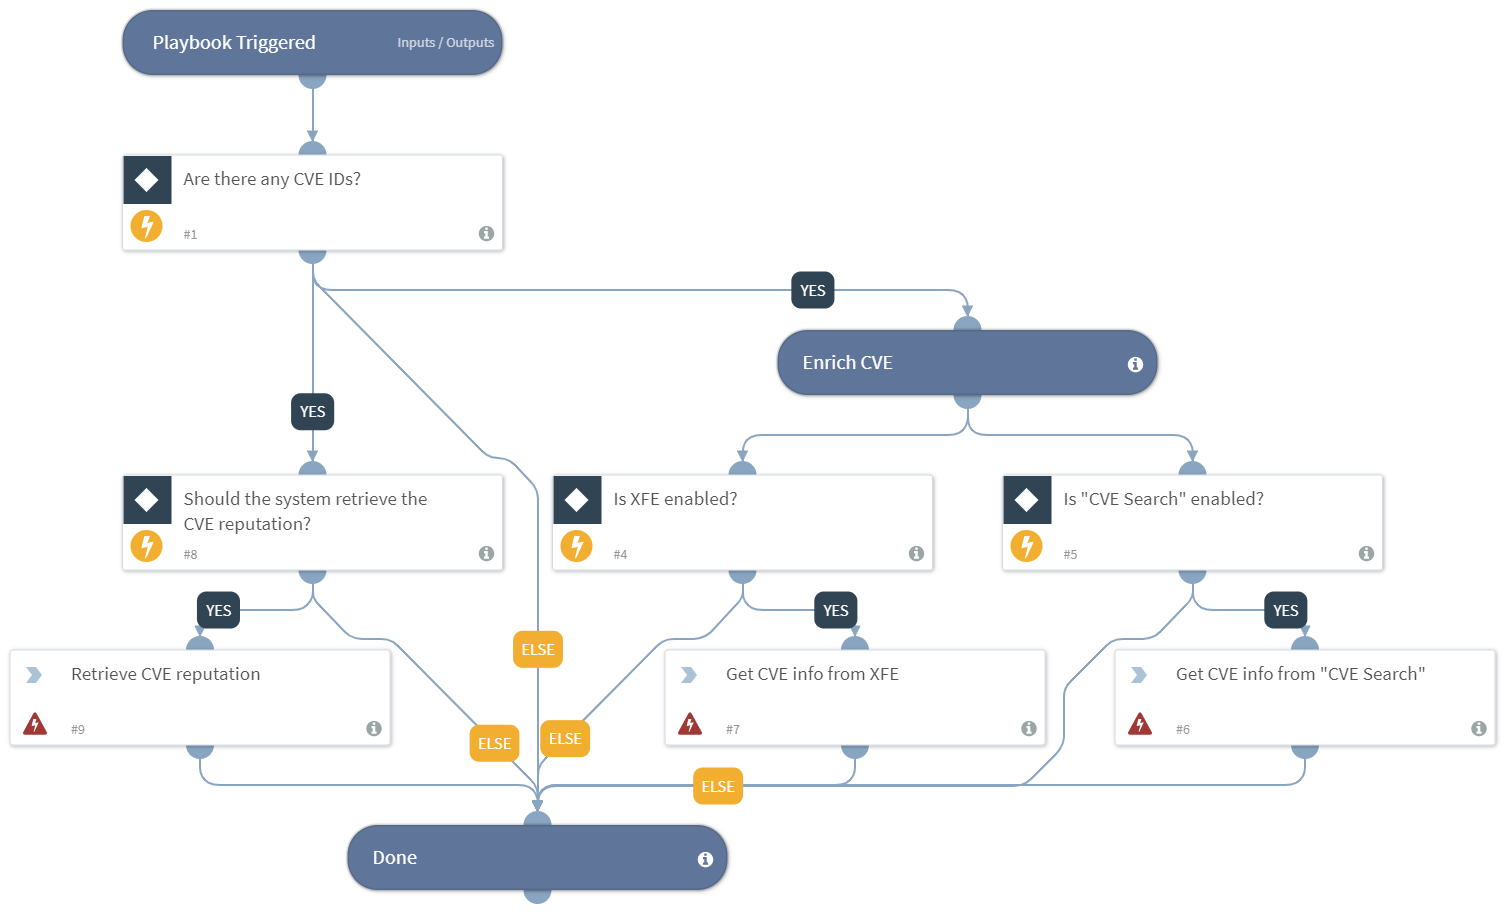 Playbook Triggered
Inputs / Outputs
Are there any CVE IDs?
#1
YES
Enrich CVE
YES
Should the system retrieve the
CVE reputation?
#8
Is XFE enabled?
#4
Is "CVE Search" enabled?
#5
YES
YES
YES
ELSE
Retrieve CVE reputation
#9
Get CVE info from XFE
#7
Get CVE info from "CVE Search"
#6
ELSE
ELSE
ELSE
Done